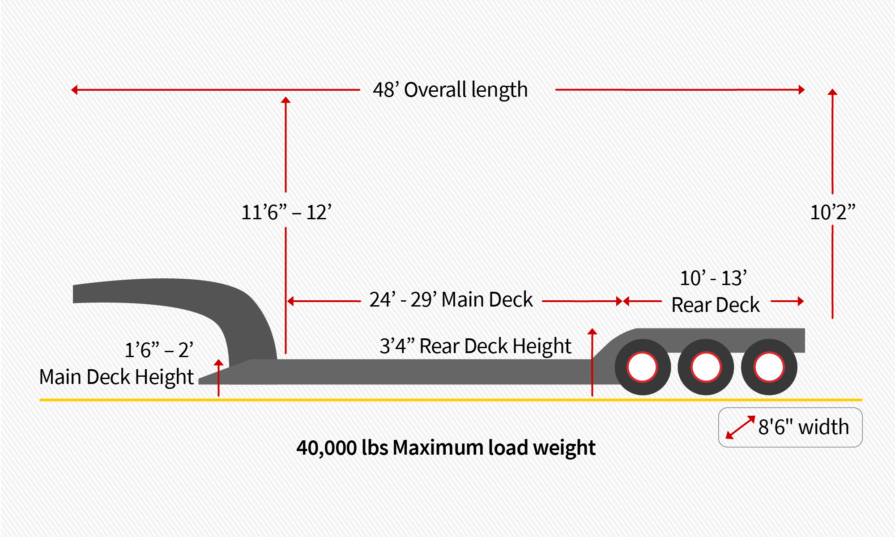 48’ Overall length
11’6” – 12’
10’2”
10’ - 13’
Rear Deck
24’ - 29’ Main Deck
3’4” Rear Deck Height
1’6” – 2’
Main Deck Height
8'6" width
40,000 lbs Maximum load weight